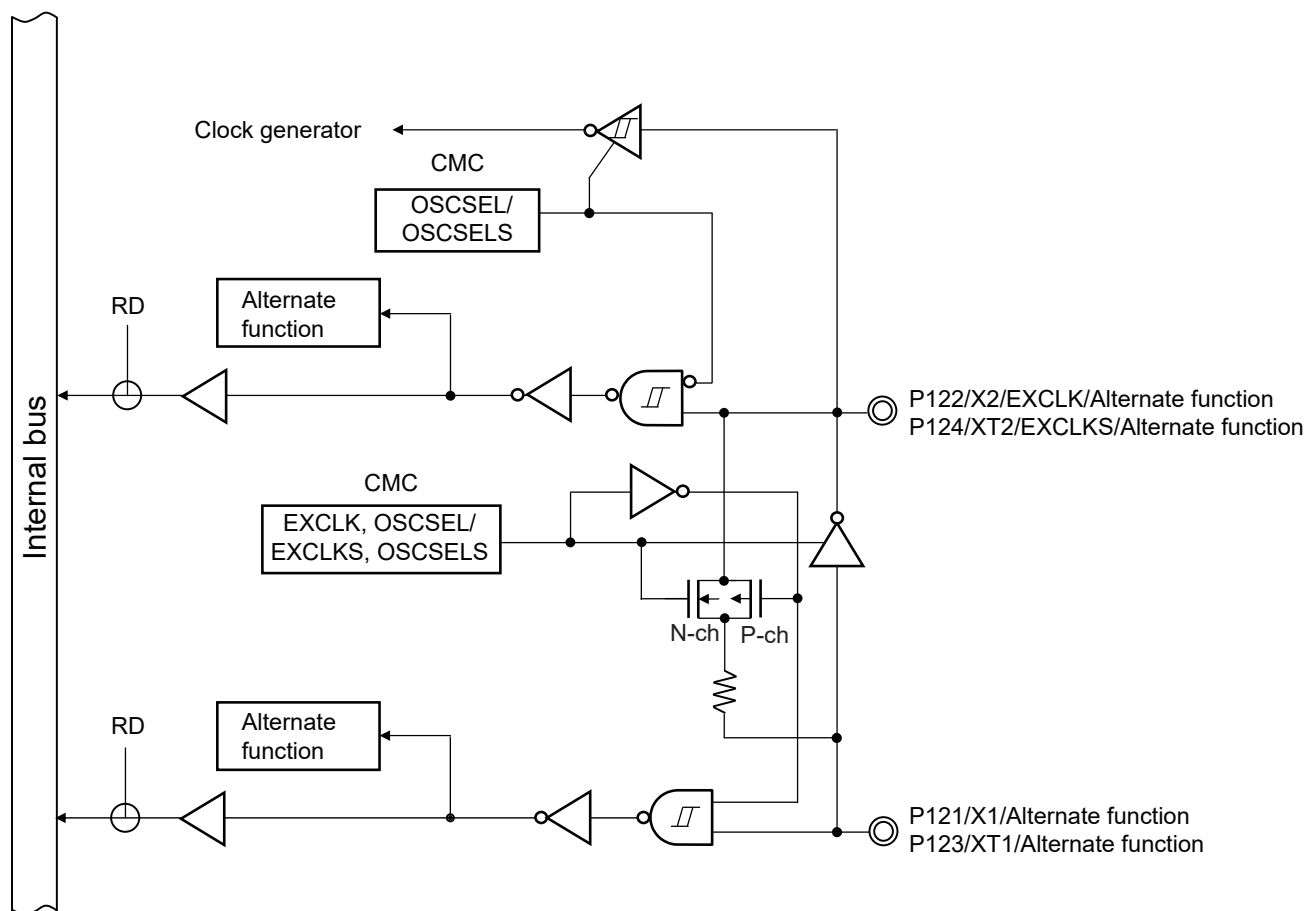 Clock generator
CMC
OSCSEL/
OSCSELS
RD
Alternate
function
P122/X2/EXCLK/Alternate function
P124/XT2/EXCLKS/Alternate function
Internal bus
CMC
EXCLK, OSCSEL/
EXCLKS, OSCSELS
N-ch
P-ch
RD
Alternate
function
P121/X1/Alternate function
P123/XT1/Alternate function